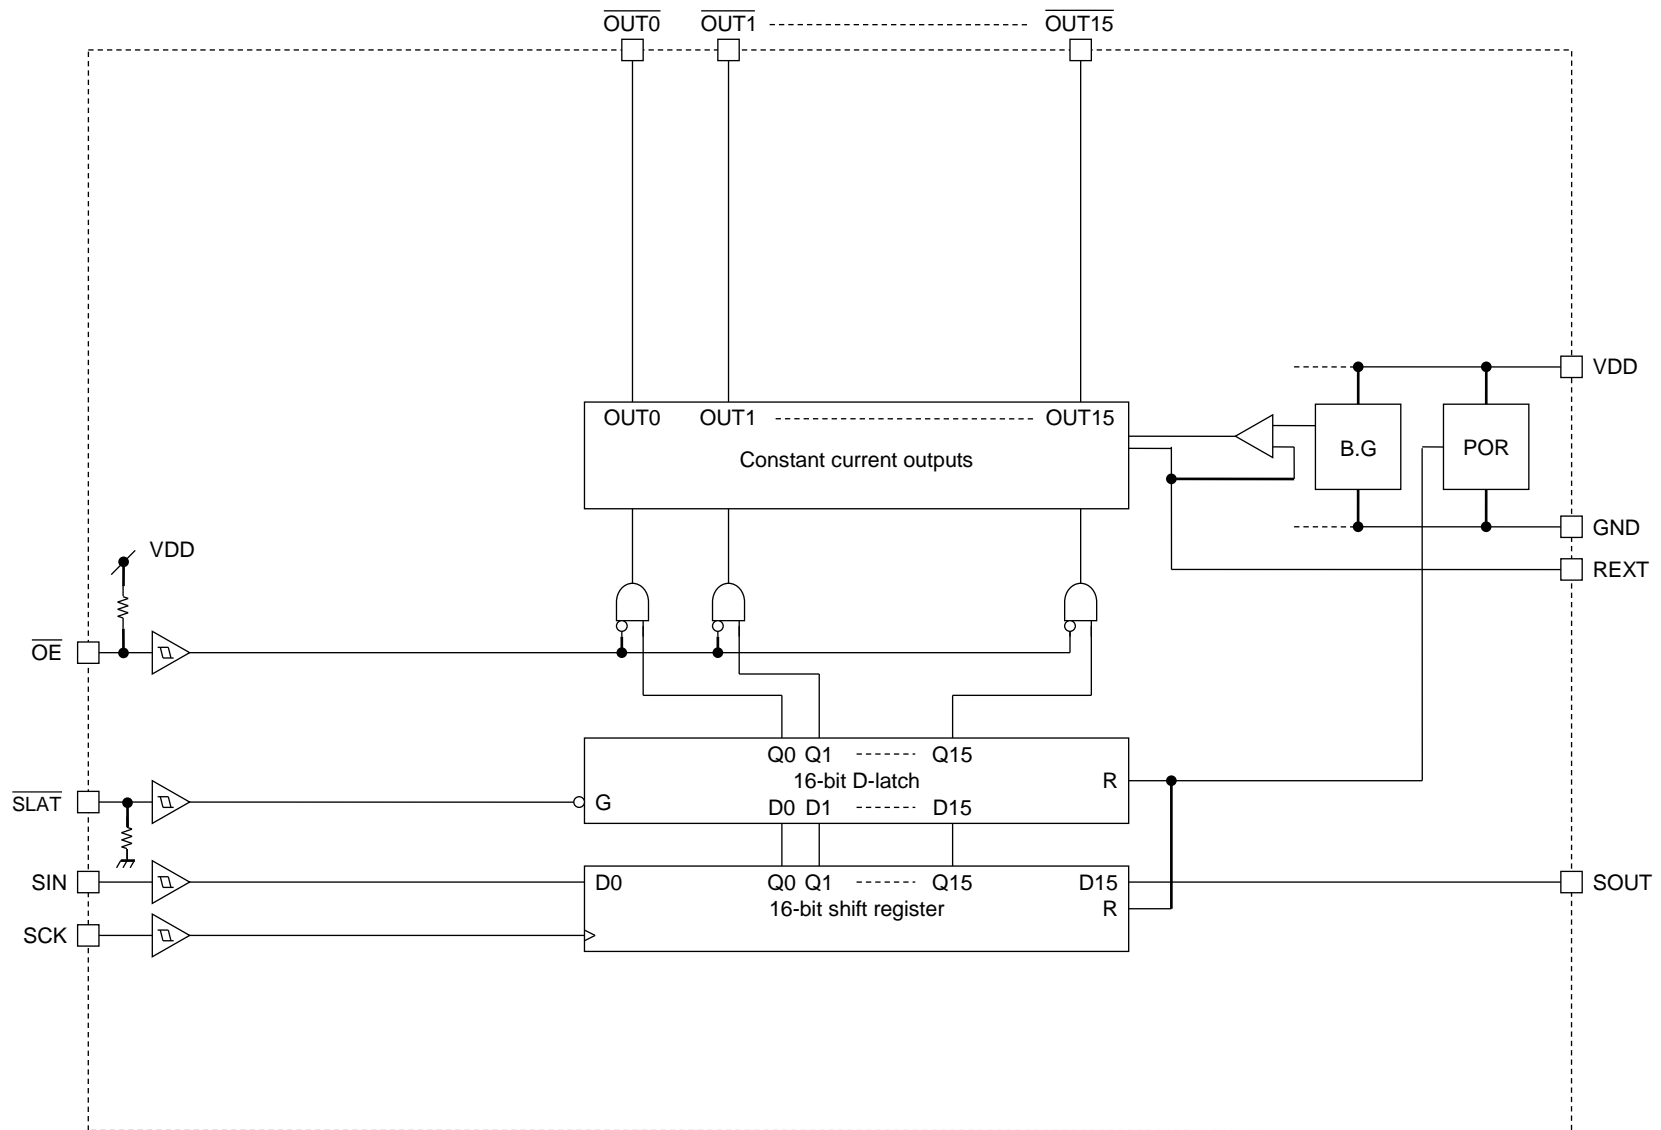 OUT0 OUT1 OUT15
VDD
OUT0 OUT1 OUT15
Constant current outputs
B.G
POR
GND
VDD
REXT
OE
Q0 Q1 Q15
16-bit D-latch
R
SLAT
G
D0 D1 D15
SIN
D0
Q0 Q1 Q15
D15
SOUT
16-bit shift register
R
SCK